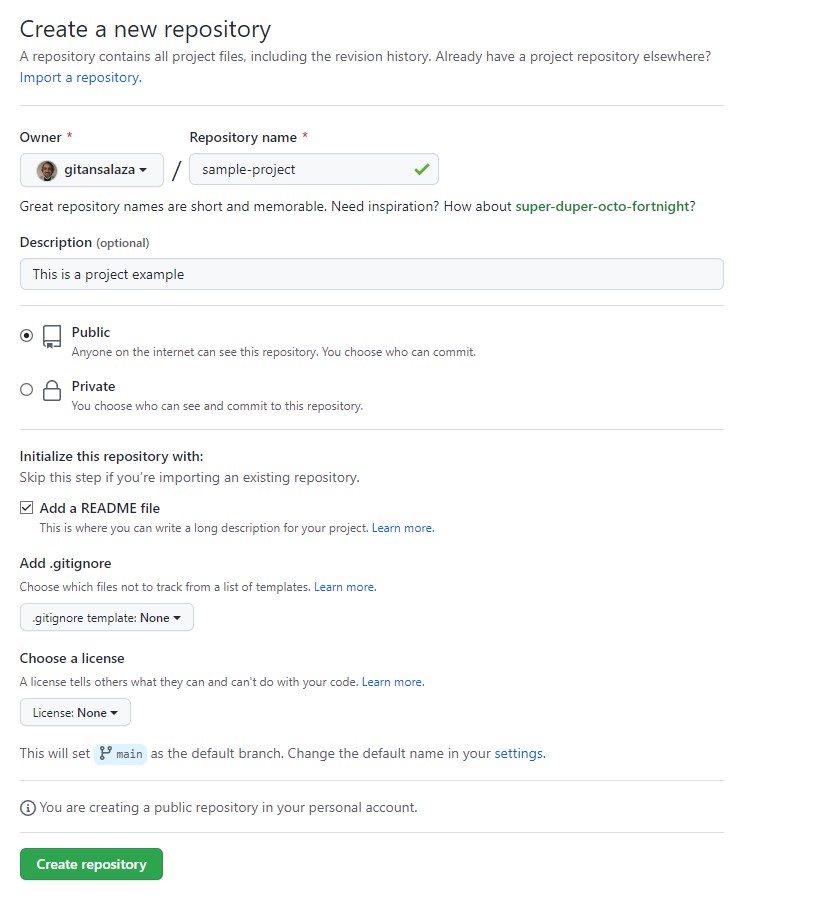 Create a new repository
A repository contains all project files, including the revision history. Already have a project repository elsewhere?
Import a repository.
Owner * Repository name *
gitansalaza / sample-project
Great repository names are short and memorable. Need inspiration? How about super-duper-octo-fortnight?
Description (optional)
This is a project example
Public
Anyone on the internet can see this repository. You choose who can commit.
Private
You choose who can see and commit to this repository.
Initialize this repository with:
Skip this step if you're importing an existing repository.
Add a README file
This is where you can write a long description for your project. Learn more.
Add .gitignore
Choose which files not to track from a list of templates. Learn more.
.gitignore template: None
Choose a license
A license tells others what they can and can't do with your code. Learn more.
License: None
This will set main as the default branch. Change the default name in your settings.
You are creating a public repository in your personal account.
Create repository